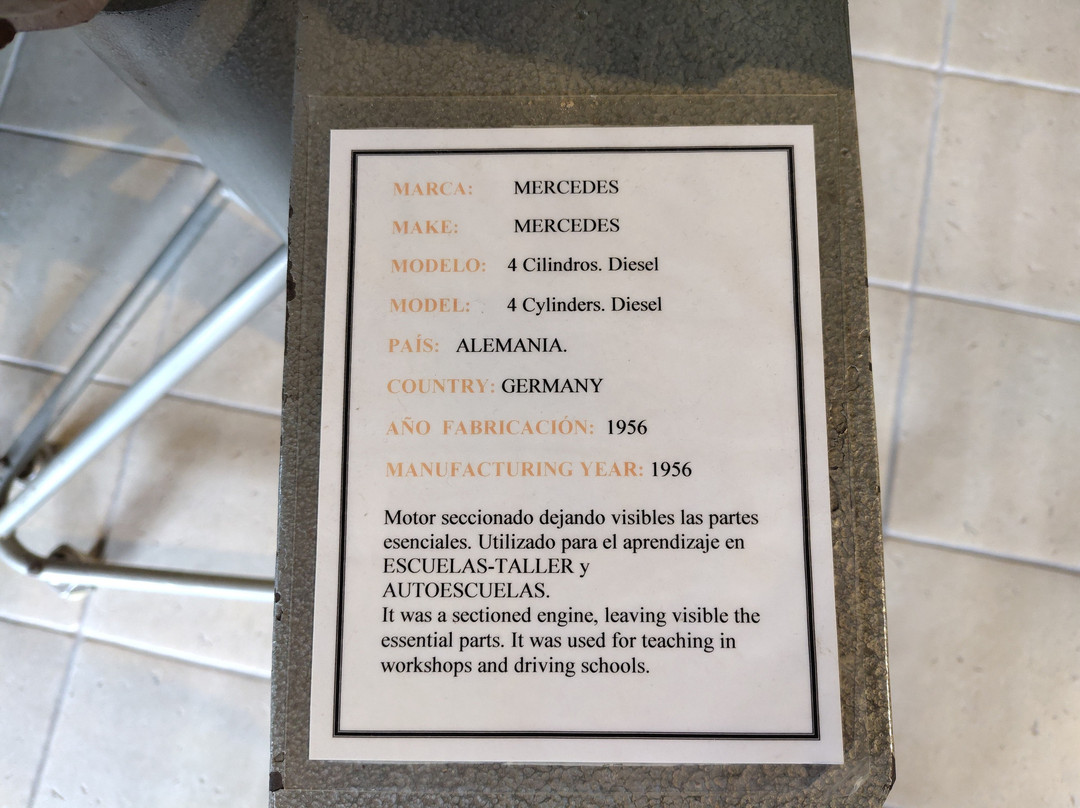 MARCA: MERCEDES
MAKE: MERCEDES
MODELO: 4 Cilindros. Diesel
MODEL: 4 Cylinders. Diesel
PAÍS: ALEMANIA.
COUNTRY: GERMANY
AÑO FABRICACIÓN: 1956
MANUFACTURING YEAR: 1956
Motor seccionado dejando visibles las partes
esenciales. Utilizado para el aprendizaje en
ESCUELAS-TALLER y
AUTOESCUELAS.
It was a sectioned engine, leaving visible the
essential parts. It was used for teaching in
workshops and driving schools.